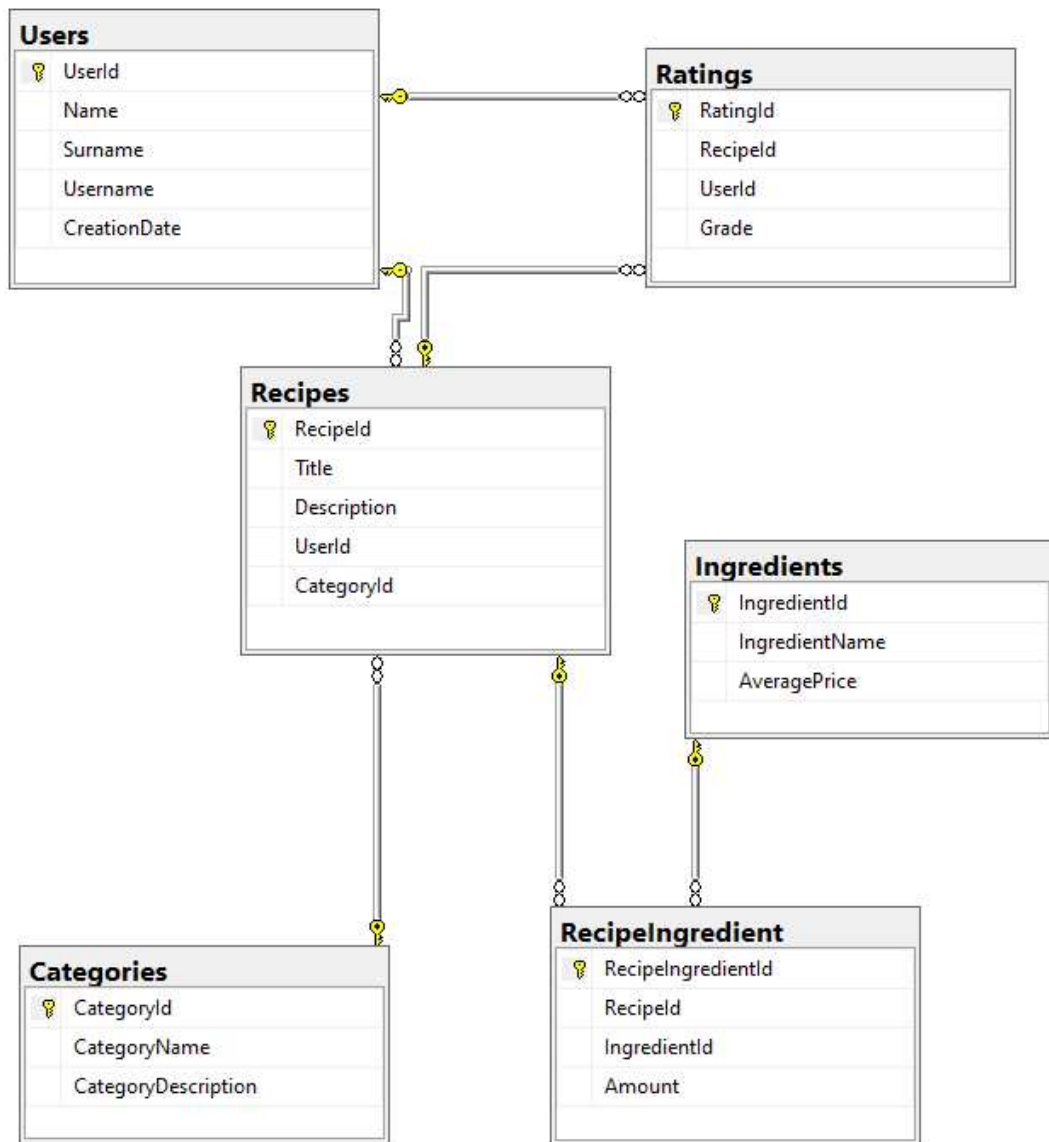 Users
UserId
Name
Surname
Username
CreationDate
Ratings
RatingId
RecipeId
UserId
Grade
Recipes
RecipeId
Title
Description
UserId
CategoryId
Ingredients
IngredientId
IngredientName
AveragePrice
Categories
CategoryId
CategoryName
CategoryDescription
RecipeIngredient
RecipeIngredientId
RecipeId
IngredientId
Amount